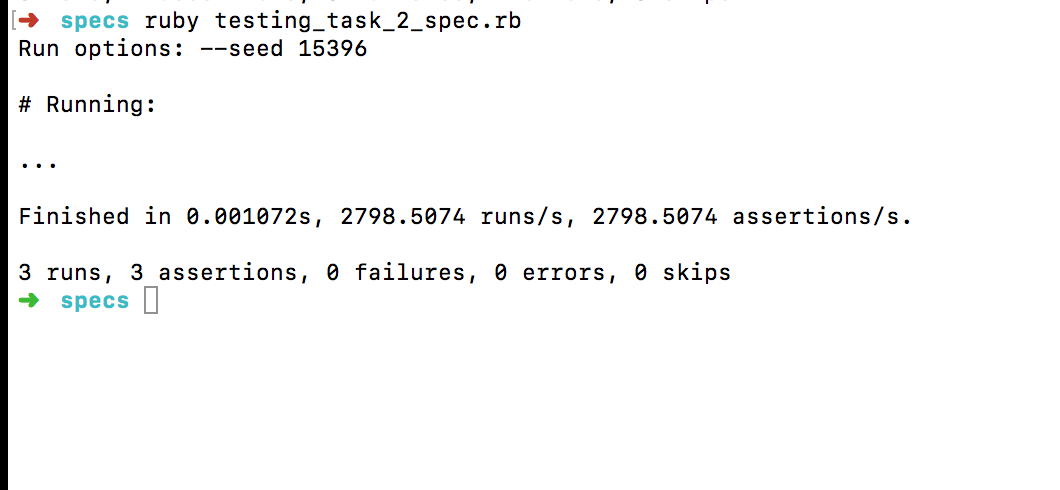 [➜ specs ruby testing_task_2_spec.rb
Run options: --seed 15396
# Running:
...
Finished in 0.001072s, 2798.5074 runs/s, 2798.5074 assertions/s.
3 runs, 3 assertions, 0 failures, 0 errors, 0 skips
➜ specs